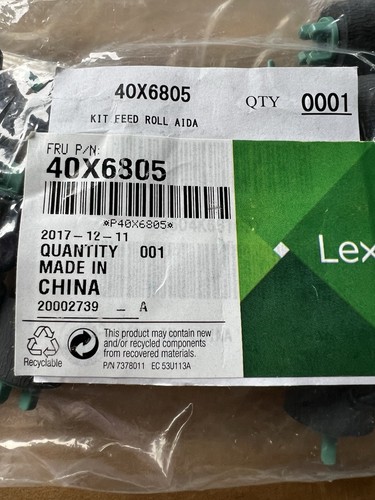 40X6805 QTY 0001
KIT FEED ROLL AIDA
FRU P/N:
40X6805
*P40X6805*
2017-12-11
QUANTITY 001
MADE IN
CHINA
20002739 _ A
Lex
Recyclable
This product may contain new
and/or recycled components
from recovered materials.
P/N 7378011 EC 53U113A